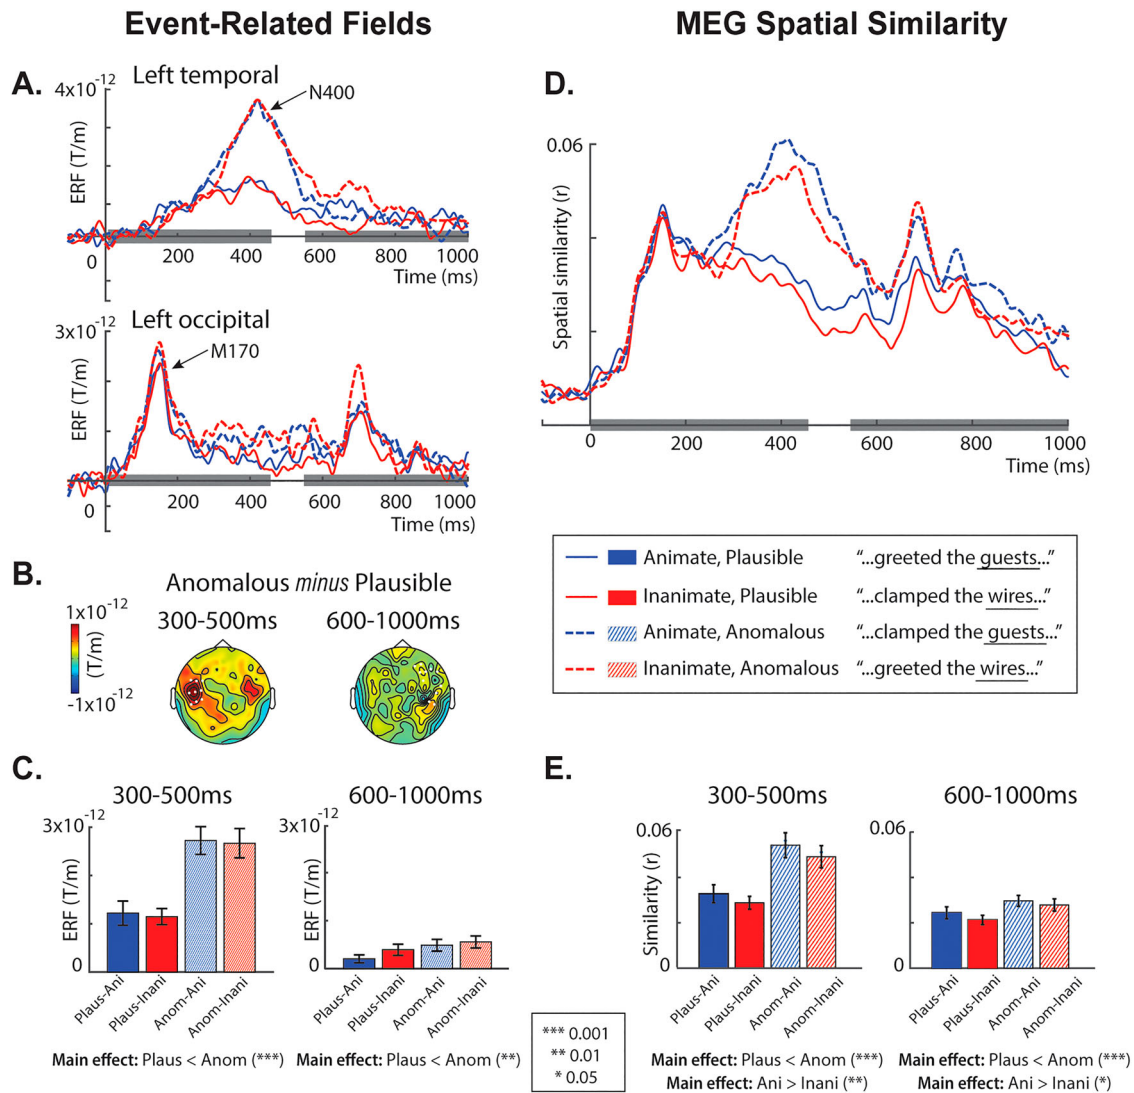 Event-Related Fields
MEG Spatial Similarity
A.
Left temporal
4x10-12
N400
ERF (T/m)
0
200
400
600
800
1000
Time (ms)
Left occipital
3x10-12
M170
ERF (T/m)
0
200
400
600
800
1000
Time (ms)
D.
0.06
Spatial similarity (r)
0
200
400
600
800
1000
Time (ms)
Animate, Plausible "...greeted the guests..."
Inanimate, Plausible "...clamped the wires..."
Animate, Anomalous "...clamped the guests..."
Inanimate, Anomalous "...greeted the wires..."
B.
Anomalous minus Plausible
300-500ms
600-1000ms
1x10-12
(T/m)
-1x10-12
C.
300-500ms
3x10-12
ERF (T/m)
0
Plaus-Ani
Plaus-Inani
Anom-Ani
Anom-Inani
Main effect: Plaus < Anom (***)
600-1000ms
3x10-12
ERF (T/m)
0
Plaus-Ani
Plaus-Inani
Anom-Ani
Anom-Inani
Main effect: Plaus < Anom (**)
*** 0.001
** 0.01
* 0.05
E.
300-500ms
0.06
Similarity (r)
0
Plaus-Ani
Plaus-Inani
Anom-Ani
Anom-Inani
Main effect: Plaus < Anom (***)
Main effect: Ani > Inani (**)
600-1000ms
0.06
0
Plaus-Ani
Plaus-Inani
Anom-Ani
Anom-Inani
Main effect: Plaus < Anom (***)
Main effect: Ani > Inani (*)